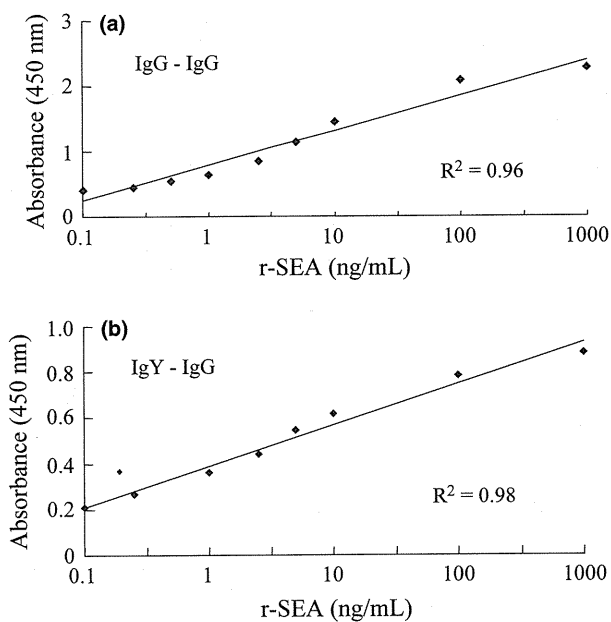 (a)
IgG - IgG
Absorbance (450 nm)
3
2
1
0
R² = 0.96
0.1 1 10 100 1000
r-SEA (ng/mL)
(b)
IgY - IgG
Absorbance (450 nm)
1.0
0.8
0.6
0.4
0.2
0
R² = 0.98
0.1 1 10 100 1000
r-SEA (ng/mL)